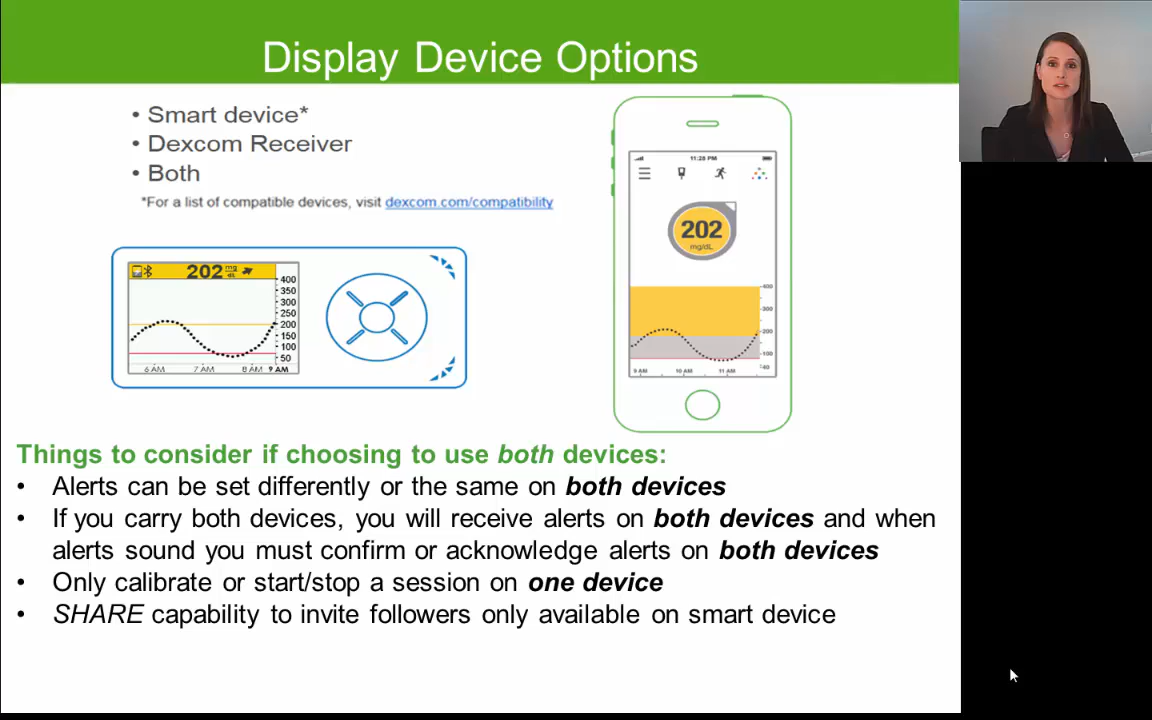 Display Device Options
• Smart device*
• Dexcom Receiver
• Both
*For a list of compatible devices, visit dexcom.com/compatibility
202 mg dL
400
350
300
250
200
150
100
50
6 AM 7 AM 8 AM 9 AM
11:28 PM
202
mg/dL
400
300
200
100
40
9 AM 10 AM 11 AM
Things to consider if choosing to use both devices:
• Alerts can be set differently or the same on both devices
• If you carry both devices, you will receive alerts on both devices and when
alerts sound you must confirm or acknowledge alerts on both devices
• Only calibrate or start/stop a session on one device
• SHARE capability to invite followers only available on smart device